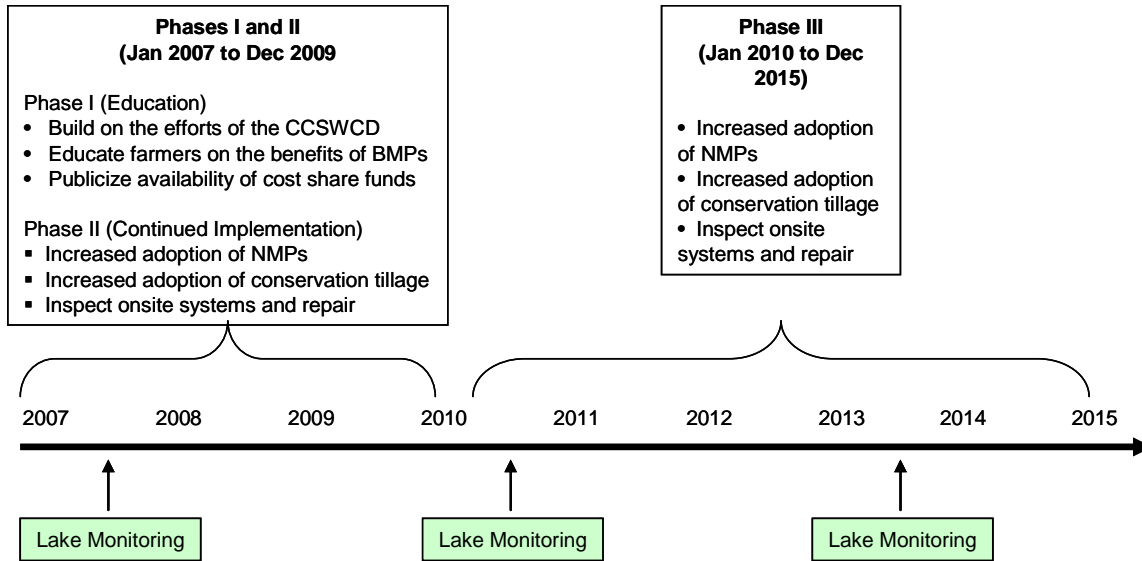 Phases I and II
(Jan 2007 to Dec 2009
Phase I (Education)
• Build on the efforts of the CCSWCD
• Educate farmers on the benefits of BMPs
• Publicize availability of cost share funds
Phase II (Continued Implementation)
▪ Increased adoption of NMPs
▪ Increased adoption of conservation tillage
▪ Inspect onsite systems and repair
Phase III
(Jan 2010 to Dec
2015)
• Increased adoption
of NMPs
• Increased adoption
of conservation tillage
• Inspect onsite
systems and repair
2007 2008 2009 2010 2011 2012 2013 2014 2015
Lake Monitoring Lake Monitoring Lake Monitoring